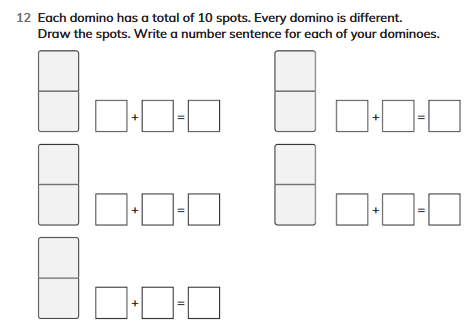 12 Each domino has a total of 10 spots. Every domino is different.
Draw the spots. Write a number sentence for each of your dominoes.
+ = + =
+ = + =
+ =